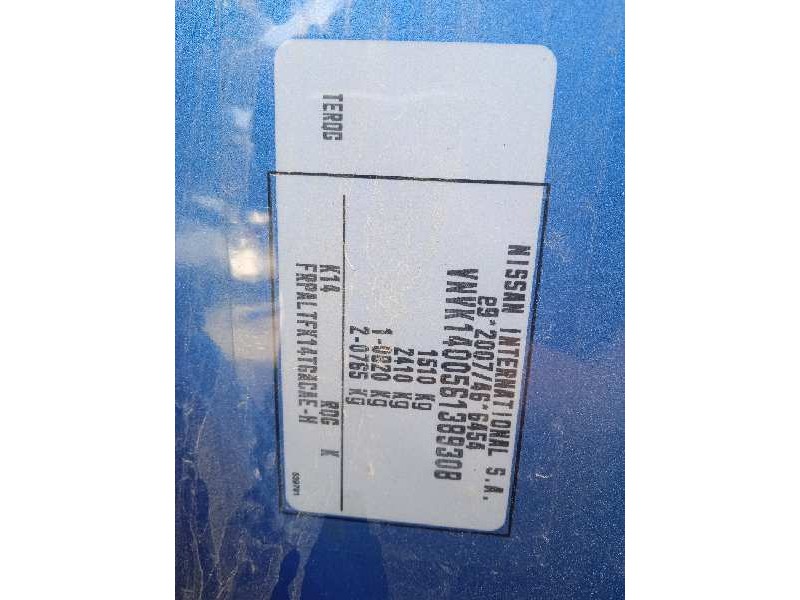 NISSAN INTERNATIONAL S.A.
e9*2007/46*6454
VNVK1400561389308
1510 kg
2410 kg
1-0820 kg
2-0765 kg
K14 RQG K
TERQG